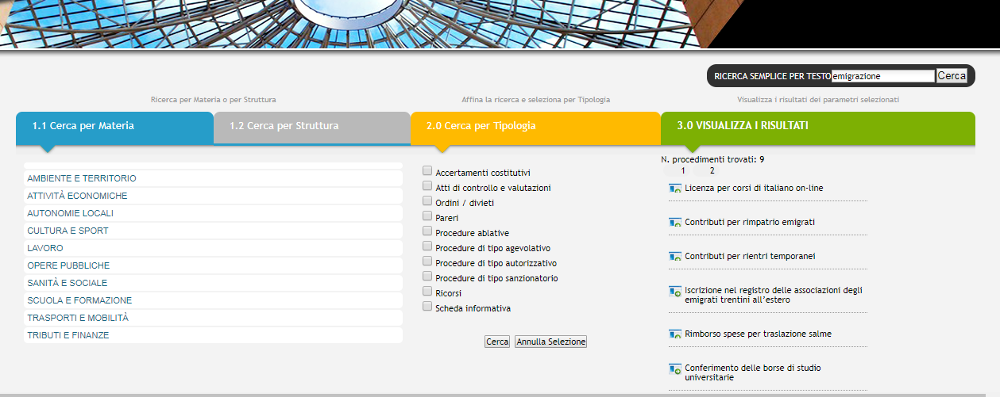 RICERCA SEMPLICE PER TESTO emigrazione Cerca
Ricerca per Materia o per Struttura
Affina la ricerca e seleziona per Tipologia
Visualizza i risultati dei parametri selezionati
1.1 Cerca per Materia
1.2 Cerca per Struttura
2.0 Cerca per Tipologia
3.0 VISUALIZZA I RISULTATI
AMBIENTE E TERRITORIO
ATTIVITÀ ECONOMICHE
AUTONOMIE LOCALI
CULTURA E SPORT
LAVORO
OPERE PUBBLICHE
SANITÀ E SOCIALE
SCUOLA E FORMAZIONE
TRASPORTI E MOBILITÀ
TRIBUTI E FINANZE
Accertamenti costitutivi
Atti di controllo e valutazioni
Ordini / divieti
Pareri
Procedure ablative
Procedure di tipo agevolativo
Procedure di tipo autorizzativo
Procedure di tipo sanzionatorio
Ricorsi
Scheda informativa
Cerca Annulla Selezione
N. procedimenti trovati: 9
1 2
Licenza per corsi di italiano on-line
Contributi per rimpatrio emigrati
Contributi per rientri temporanei
Iscrizione nel registro delle associazioni degli
emigrati trentini all'estero
Rimborso spese per traslazione salme
Conferimento delle borse di studio
universitarie